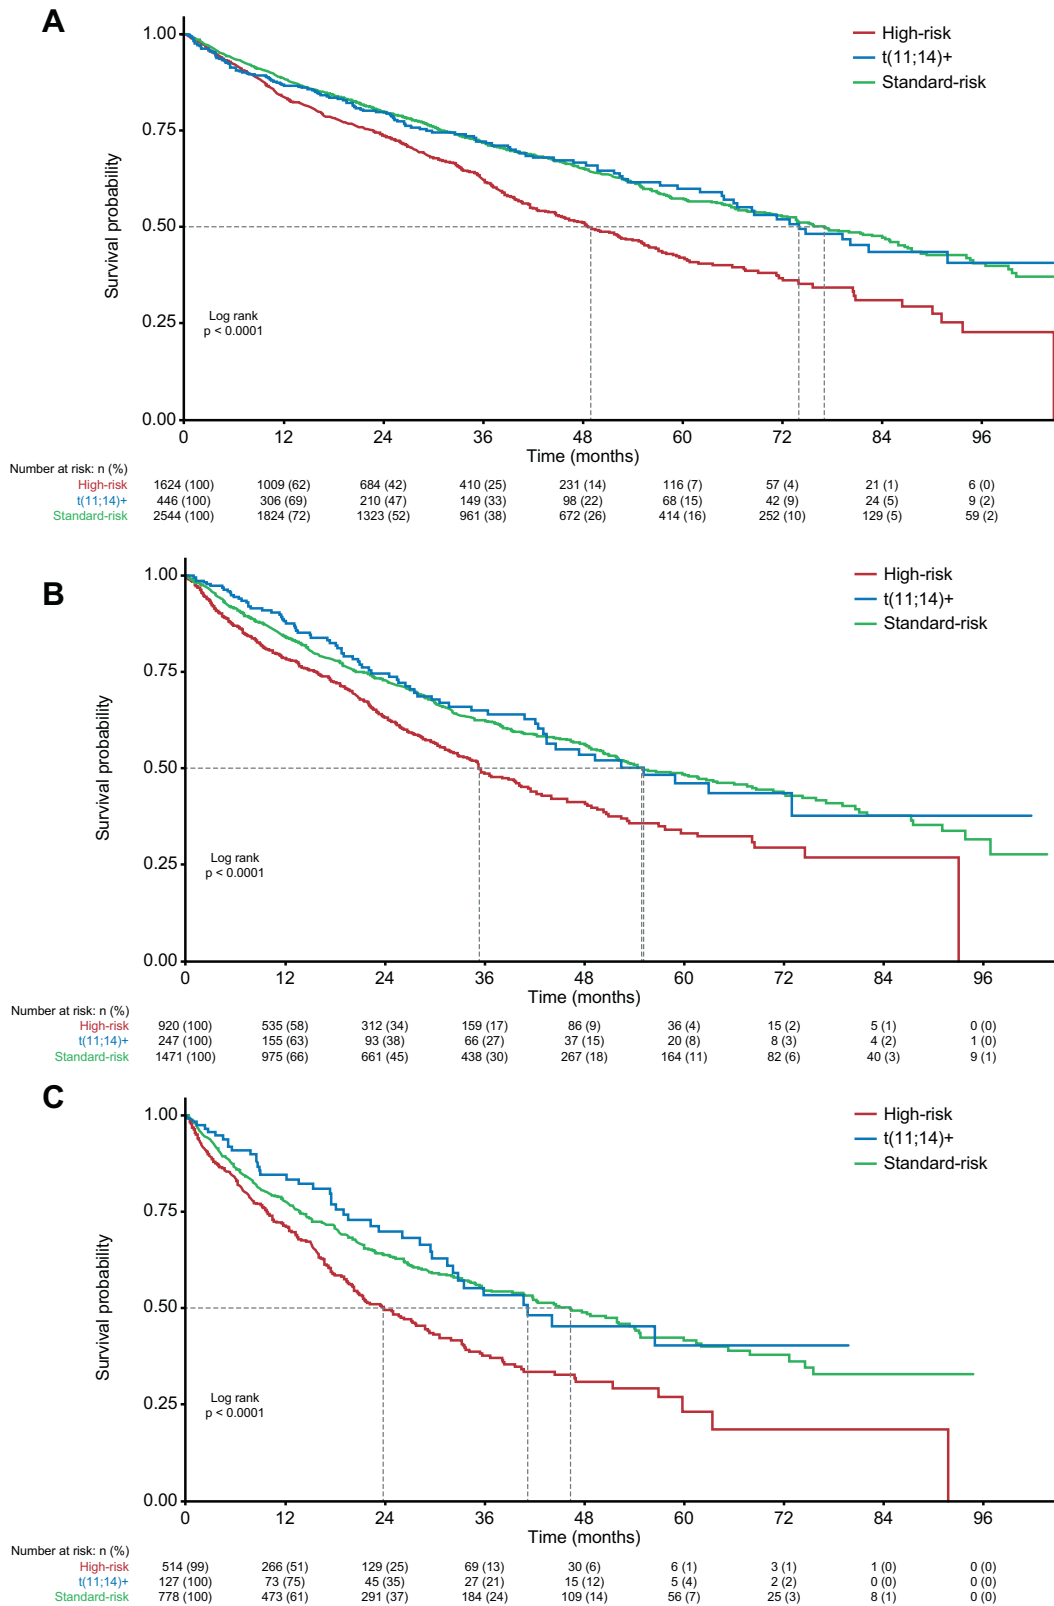 A
High-risk
t(11;14)+
Standard-risk
1.00
0.75
0.50
0.25
0.00
Survival probability
Log rank
p < 0.0001
0 12 24 36 48 60 72 84 96
Time (months)
Number at risk: n (%)
High-risk 1624 (100) 1009 (62) 684 (42) 410 (25) 231 (14) 116 (7) 57 (4) 21 (1) 6 (0)
t(11;14)+ 446 (100) 306 (69) 210 (47) 149 (33) 98 (22) 68 (15) 42 (9) 24 (5) 9 (2)
Standard-risk 2544 (100) 1824 (72) 1323 (52) 961 (38) 672 (26) 414 (16) 252 (10) 129 (5) 59 (2)
B
High-risk
t(11;14)+
Standard-risk
1.00
0.75
0.50
0.25
0.00
Survival probability
Log rank
p < 0.0001
0 12 24 36 48 60 72 84 96
Time (months)
Number at risk: n (%)
High-risk 920 (100) 535 (58) 312 (34) 159 (17) 86 (9) 36 (4) 15 (2) 5 (1) 0 (0)
t(11;14)+ 247 (100) 155 (63) 93 (38) 66 (27) 37 (15) 20 (8) 8 (3) 4 (2) 1 (0)
Standard-risk 1471 (100) 975 (66) 661 (45) 438 (30) 267 (18) 164 (11) 82 (6) 40 (3) 9 (1)
C
High-risk
t(11;14)+
Standard-risk
1.00
0.75
0.50
0.25
0.00
Survival probability
Log rank
p < 0.0001
0 12 24 36 48 60 72 84 96
Time (months)
Number at risk: n (%)
High-risk 514 (99) 266 (51) 129 (25) 69 (13) 30 (6) 6 (1) 3 (1) 1 (0) 0 (0)
t(11;14)+ 127 (100) 73 (75) 45 (35) 27 (21) 15 (12) 5 (4) 2 (2) 0 (0) 0 (0)
Standard-risk 778 (100) 473 (61) 291 (37) 184 (24) 109 (14) 56 (7) 25 (3) 8 (1) 0 (0)